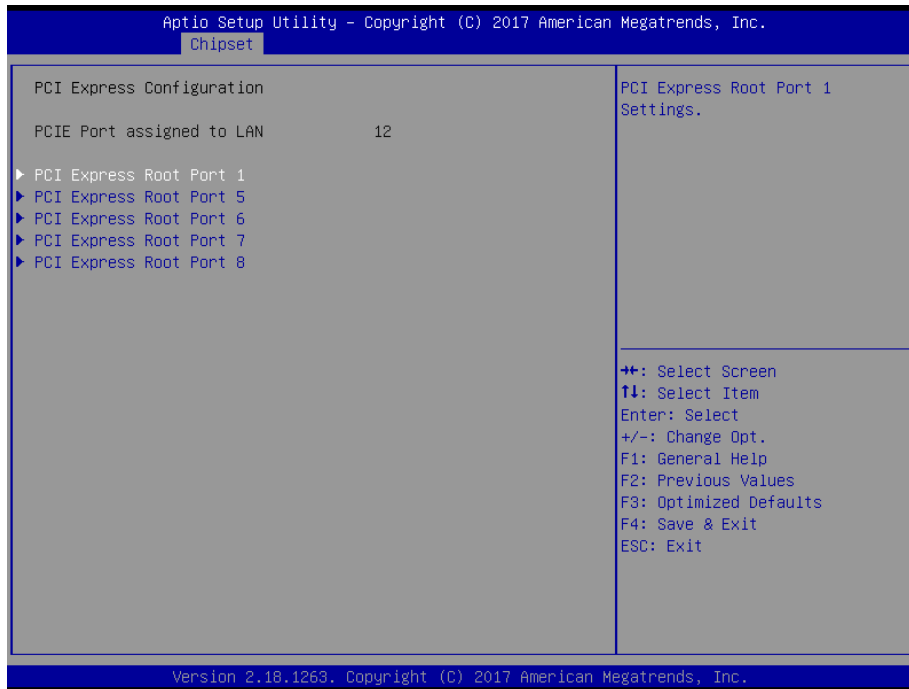 Aptio Setup Utility – Copyright (C) 2017 American Megatrends, Inc.
Chipset
PCI Express Configuration
PCIE Port assigned to LAN 12
PCI Express Root Port 1
PCI Express Root Port 5
PCI Express Root Port 6
PCI Express Root Port 7
PCI Express Root Port 8
PCI Express Root Port 1
Settings.
→←: Select Screen
↑↓: Select Item
Enter: Select
+/-: Change Opt.
F1: General Help
F2: Previous Values
F3: Optimized Defaults
F4: Save & Exit
ESC: Exit
Version 2.18.1263. Copyright (C) 2017 American Megatrends, Inc.